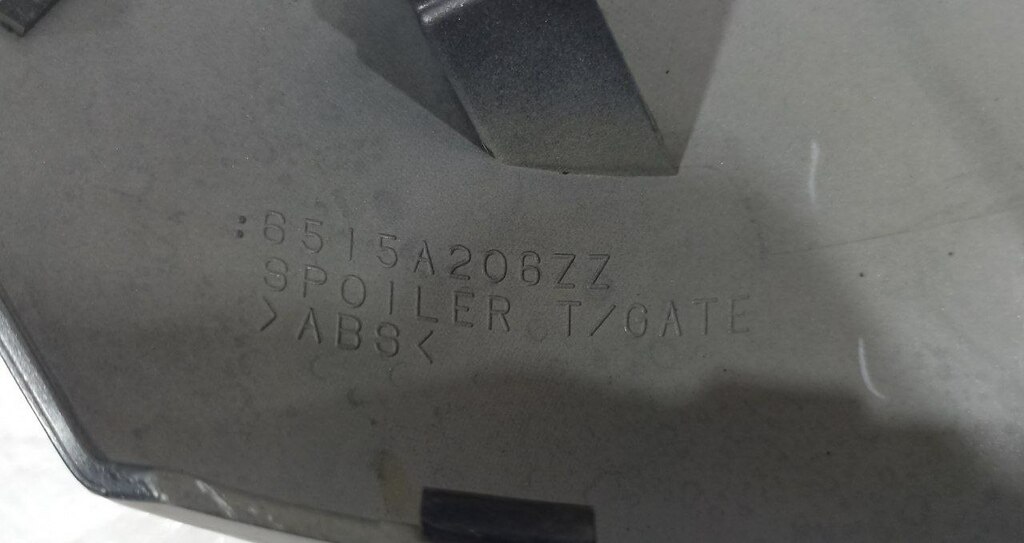 :6515A206ZZ
SPOILER T/GATE
>ABS<